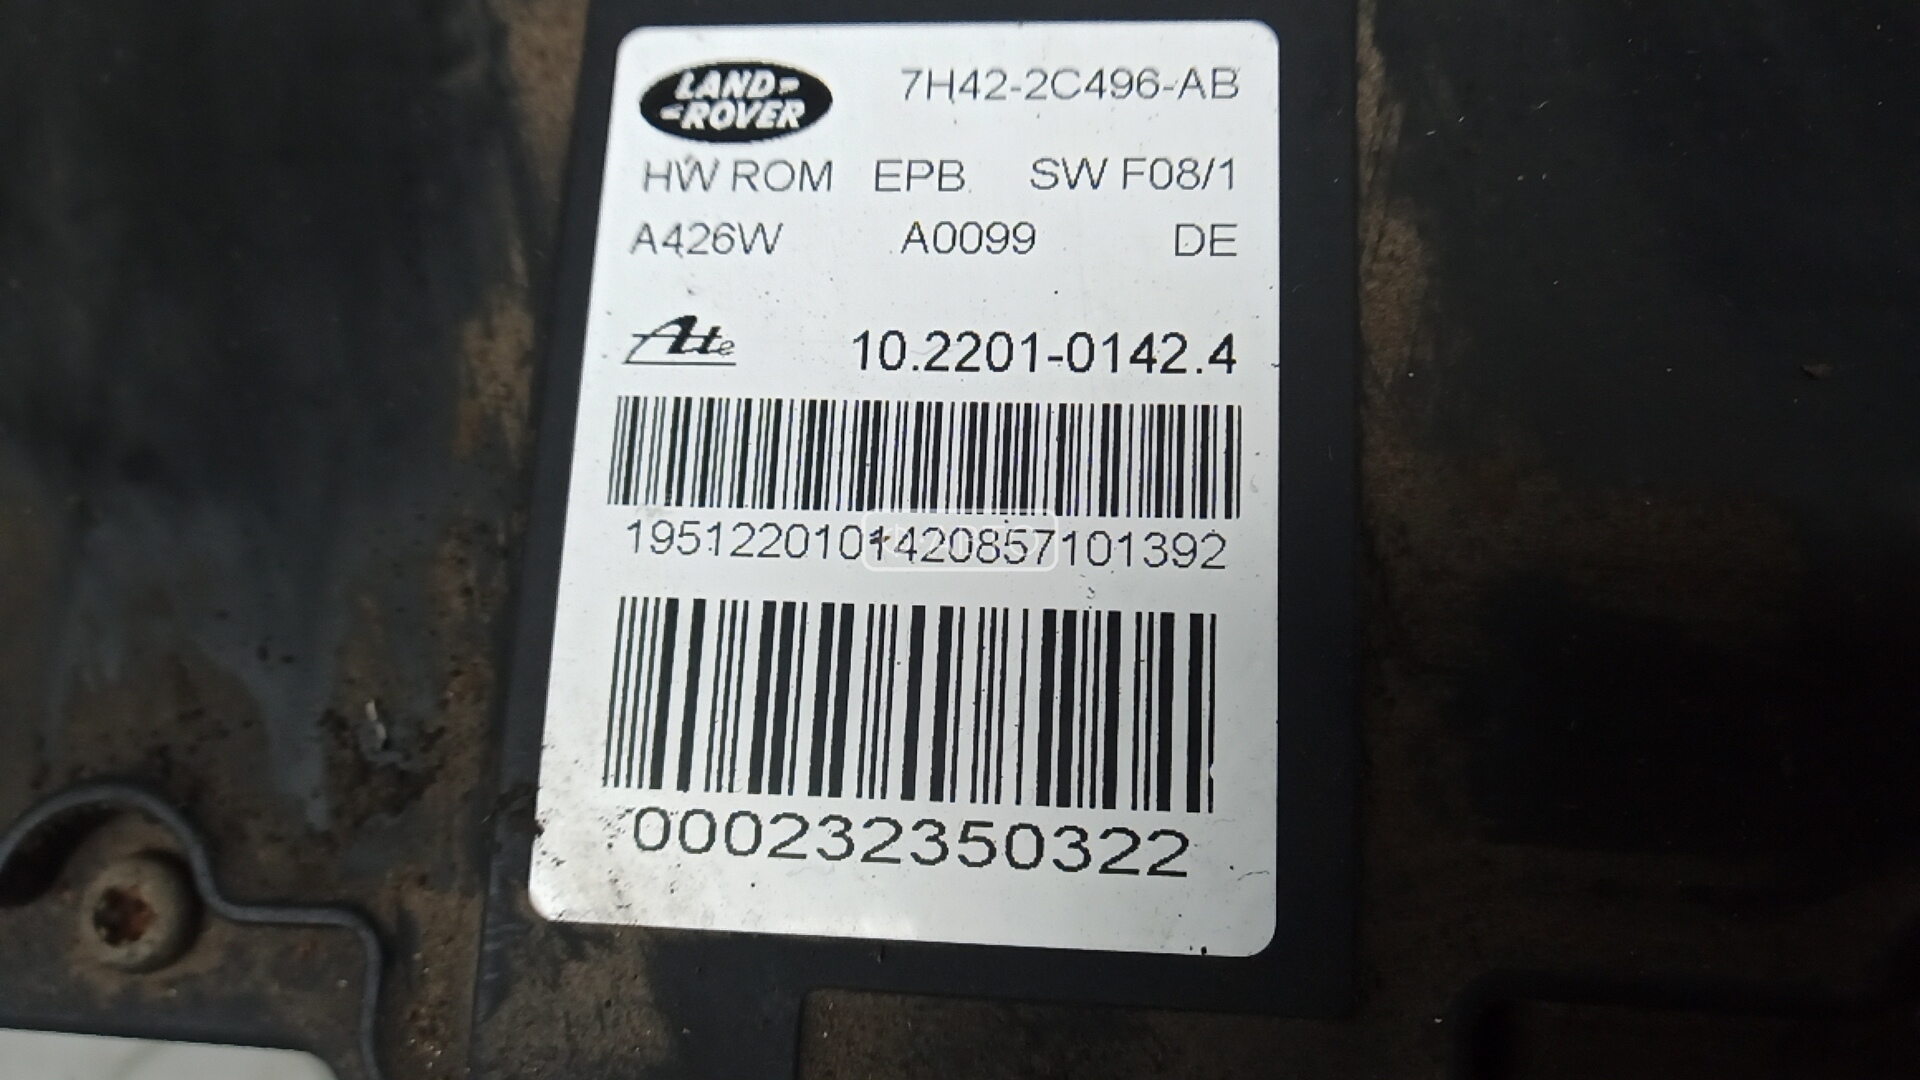 LAND-
-ROVER
7H42-2C496-AB
HW ROM EPB SW F08/1
A426W A0099 DE
Ate 10.2201-0142.4
1951220101420857101392
000232350322